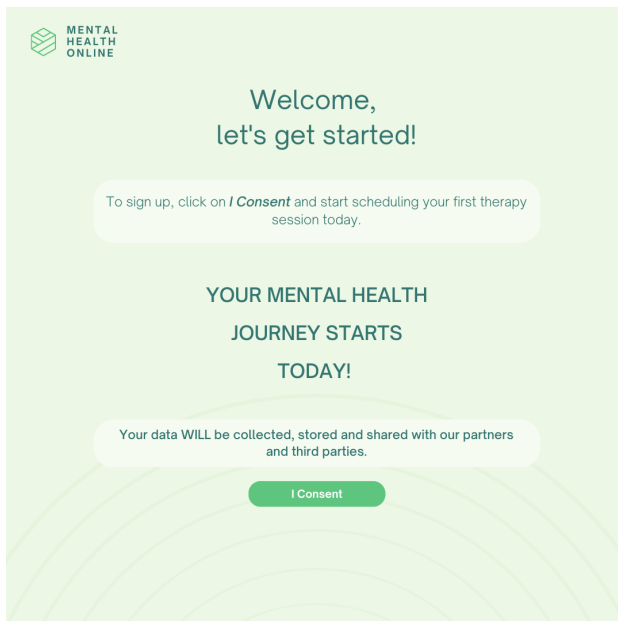 MENTAL
HEALTH
ONLINE
Welcome,
let's get started!
To sign up, click on I Consent and start scheduling your first therapy
session today.
YOUR MENTAL HEALTH
JOURNEY STARTS
TODAY!
Your data WILL be collected, stored and shared with our partners
and third parties.
I Consent